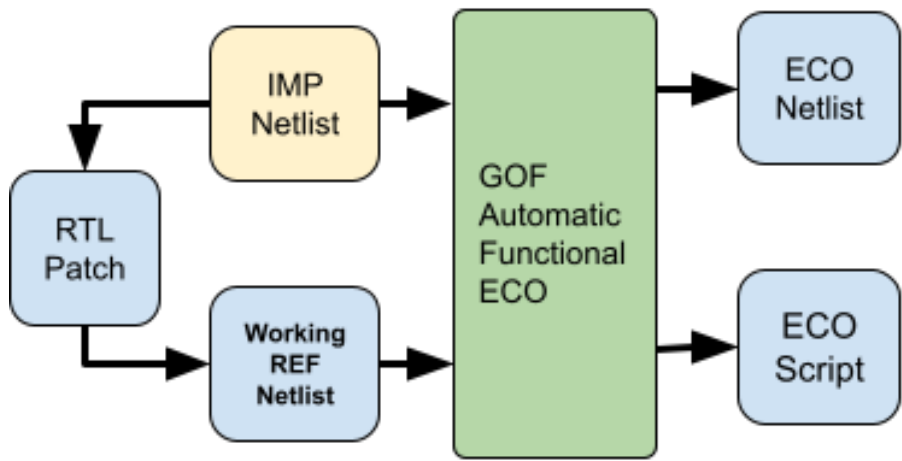 IMP
Netlist
RTL
Patch
Working
REF
Netlist
GOF
Automatic
Functional
ECO
ECO
Netlist
ECO
Script